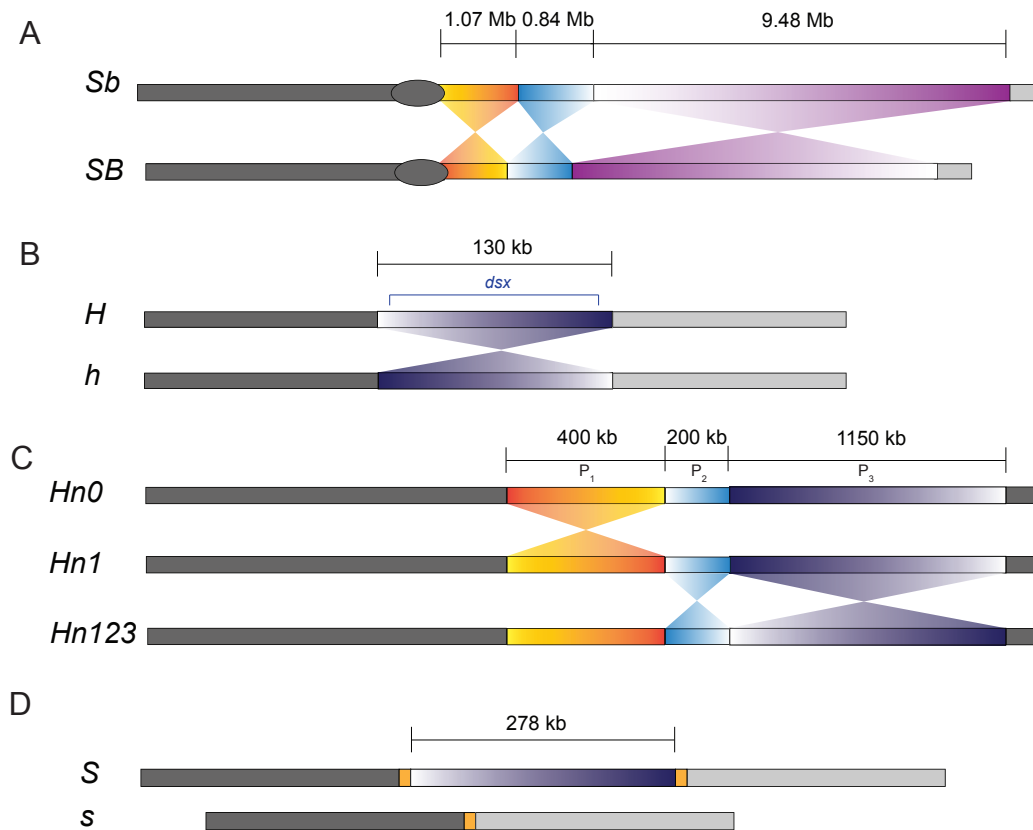 A
1.07 Mb 0.84 Mb 9.48 Mb
Sb
SB
B
130 kb
dsx
H
h
C
400 kb 200 kb 1150 kb
P1 P2 P3
Hn0
Hn1
Hn123
D
278 kb
S
s